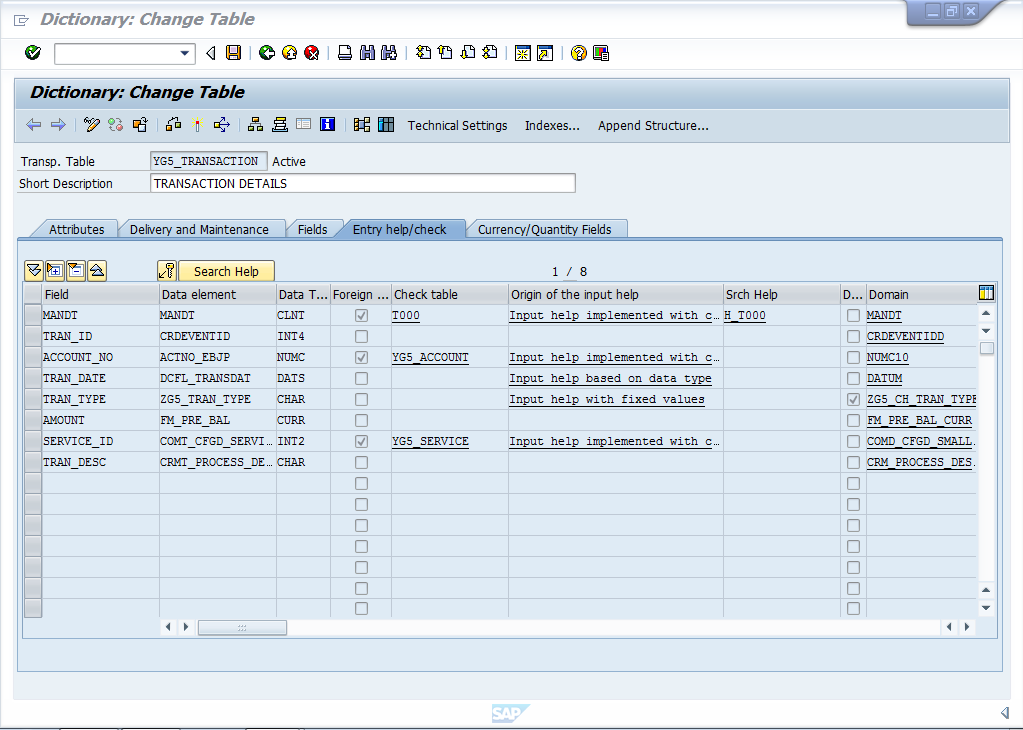 Dictionary: Change Table
Dictionary: Change Table
Technical Settings Indexes... Append Structure...
Transp. Table YG5_TRANSACTION Active
Short Description TRANSACTION DETAILS
Attributes Delivery and Maintenance Fields Entry help/check Currency/Quantity Fields
Search Help 1 / 8
Field Data element Data T... Foreign ... Check table Origin of the input help Srch Help D... Domain
MANDT MANDT CLNT T000 Input help implemented with c… H_T000 MANDT
TRAN_ID CRDEVENTID INT4 CRDEVENTIDD
ACCOUNT_NO ACTNO_EBJP NUMC YG5_ACCOUNT Input help implemented with c… NUMC10
TRAN_DATE DCFL_TRANSDAT DATS Input help based on data type DATUM
TRAN_TYPE ZG5_TRAN_TYPE CHAR Input help with fixed values ZG5_CH_TRAN_TYPE
AMOUNT FM_PRE_BAL CURR FM_PRE_BAL_CURR
SERVICE_ID COMT_CFGD_SERVI… INT2 YG5_SERVICE Input help implemented with c… COMD_CFGD_SMALL…
TRAN_DESC CRMT_PROCESS_DE… CHAR CRM_PROCESS_DES…
SAP